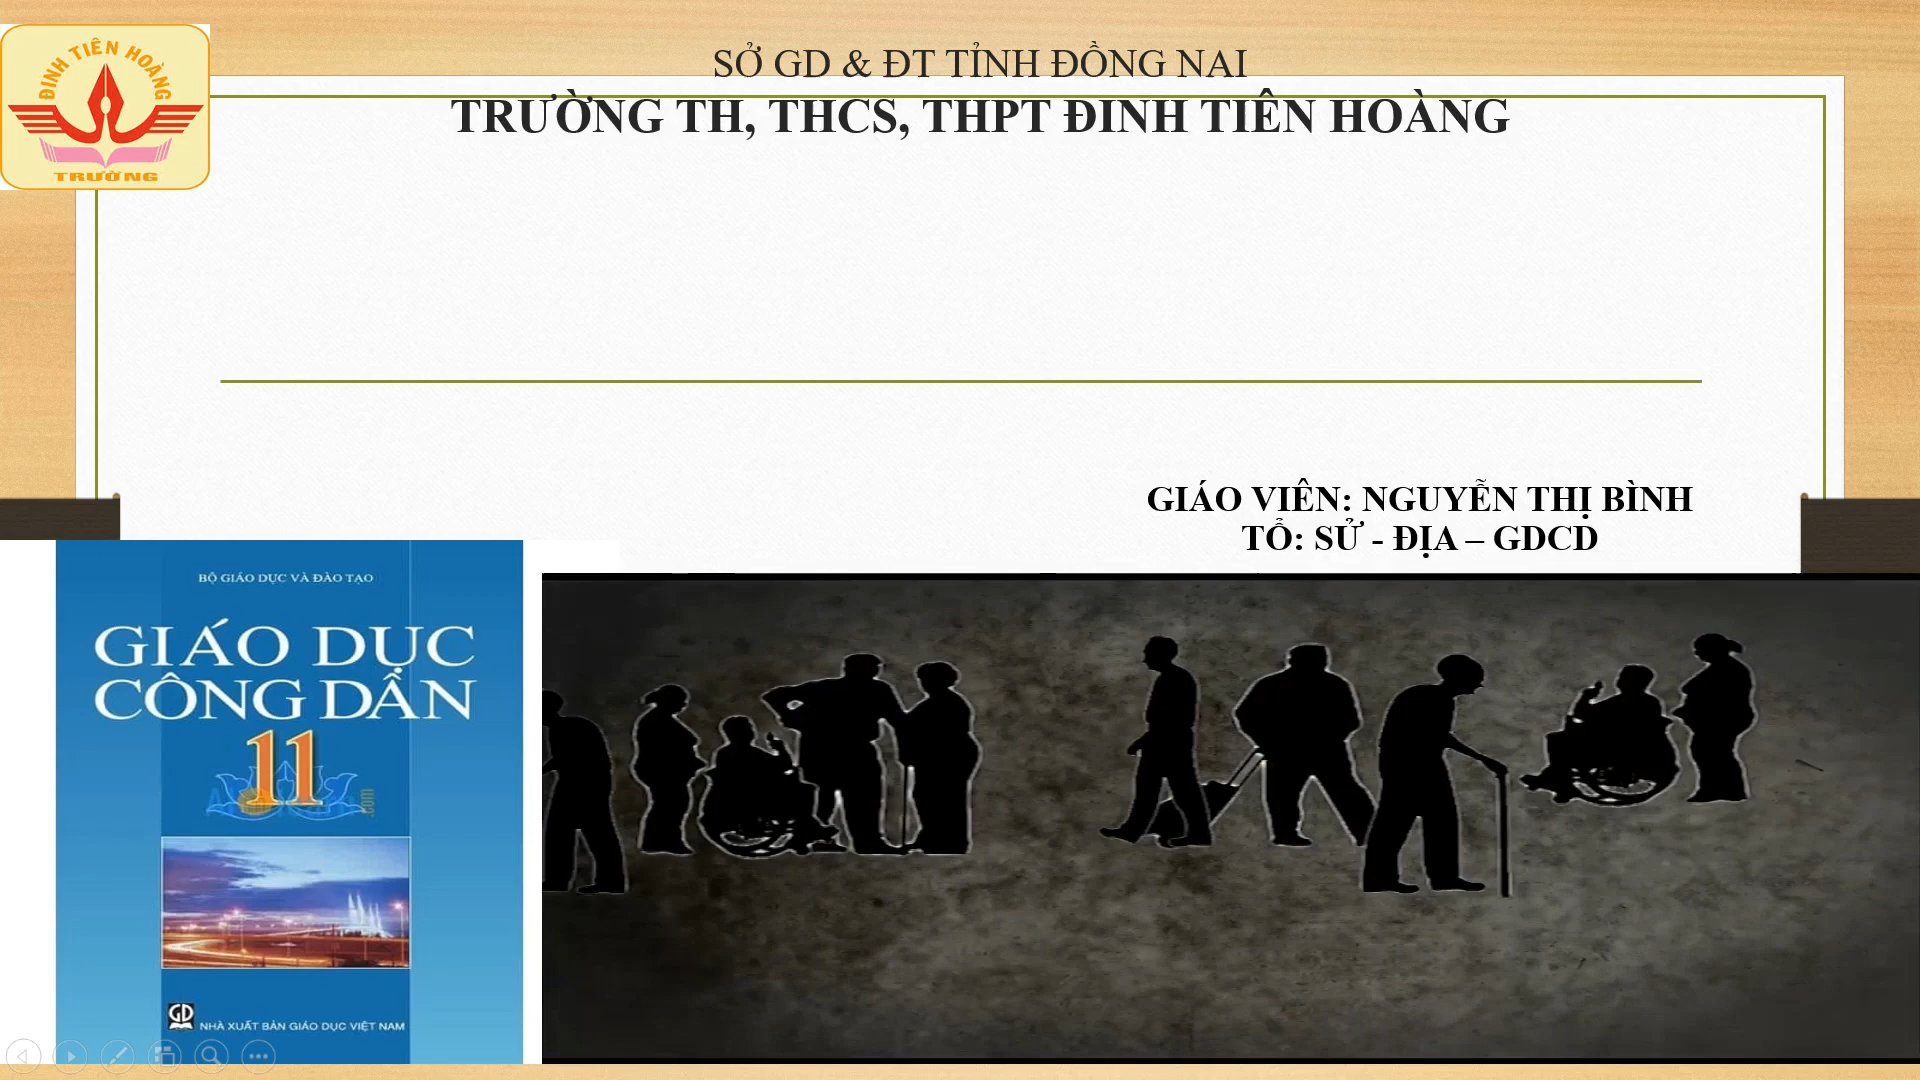 ĐINH TIÊN HOÀNG
TRƯỜNG
SỞ GD & ĐT TỈNH ĐỒNG NAI
TRƯỜNG TH, THCS, THPT ĐINH TIÊN HOÀNG
GIÁO VIÊN: NGUYỄN THỊ BÌNH
TỔ: SỬ - ĐỊA – GDCD
BỘ GIÁO DỤC VÀ ĐÀO TẠO
GIÁO DỤC
CÔNG DÂN
11
GD
NHÀ XUẤT BẢN GIÁO DỤC VIỆT NAM